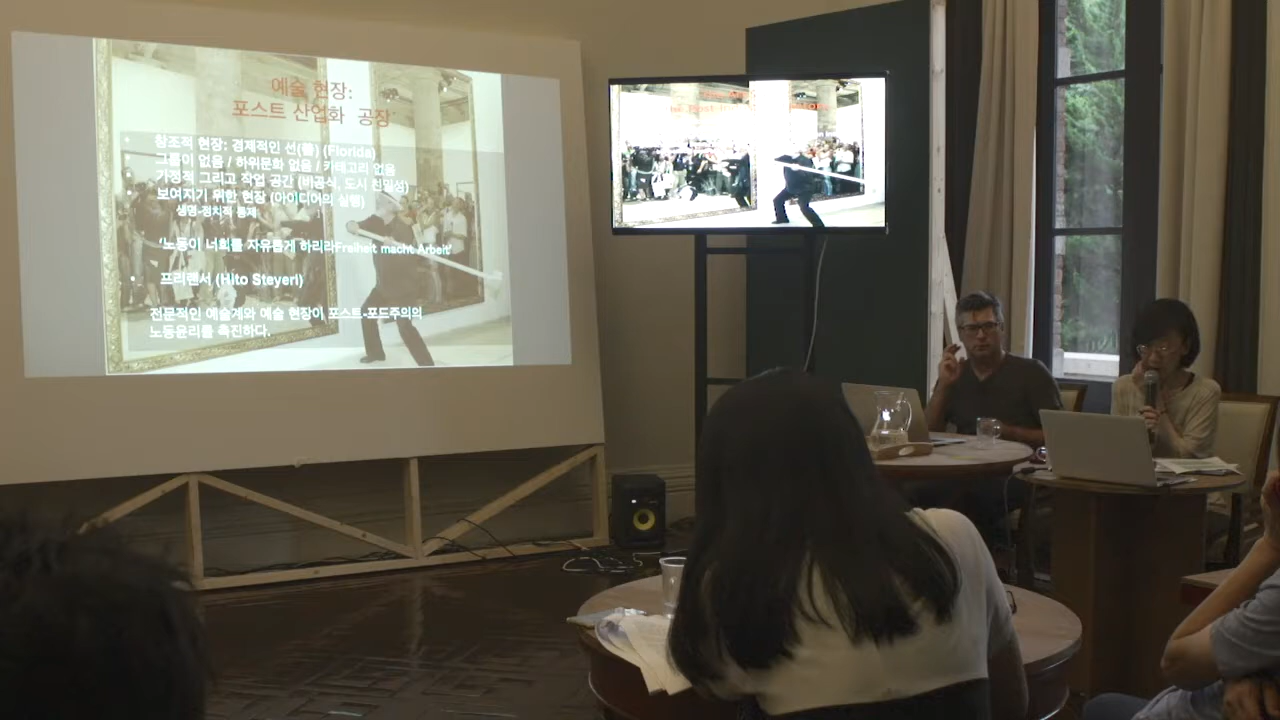 예술 현장:
포스트 산업화 공장
창조적 현장: 경제적인 선(善) (Florida)
그룹이 없음 / 하위문화 없음 / 카테고리 없음
가정적 그리고 작업 공간 (비공식, 도시 친밀성)
보여지기 위한 현장 (아이디어의 실행)
생명-정치적 통제
'노동이 너희를 자유롭게 하리라Freiheit macht Arbeit'
프리랜서 (Hito Steyerl)
전문적인 예술계와 예술 현장이 포스트-포드주의의
노동윤리를 촉진하다.